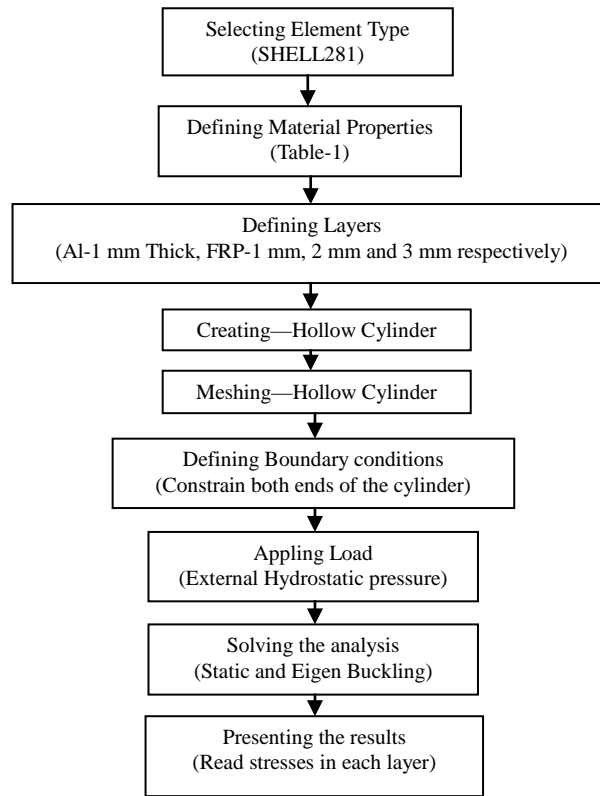 Selecting Element Type
(SHELL281)
Defining Material Properties
(Table-1)
Defining Layers
(Al-1 mm Thick, FRP-1 mm, 2 mm and 3 mm respectively)
Creating—Hollow Cylinder
Meshing—Hollow Cylinder
Defining Boundary conditions
(Constrain both ends of the cylinder)
Appling Load
(External Hydrostatic pressure)
Solving the analysis
(Static and Eigen Buckling)
Presenting the results
(Read stresses in each layer)